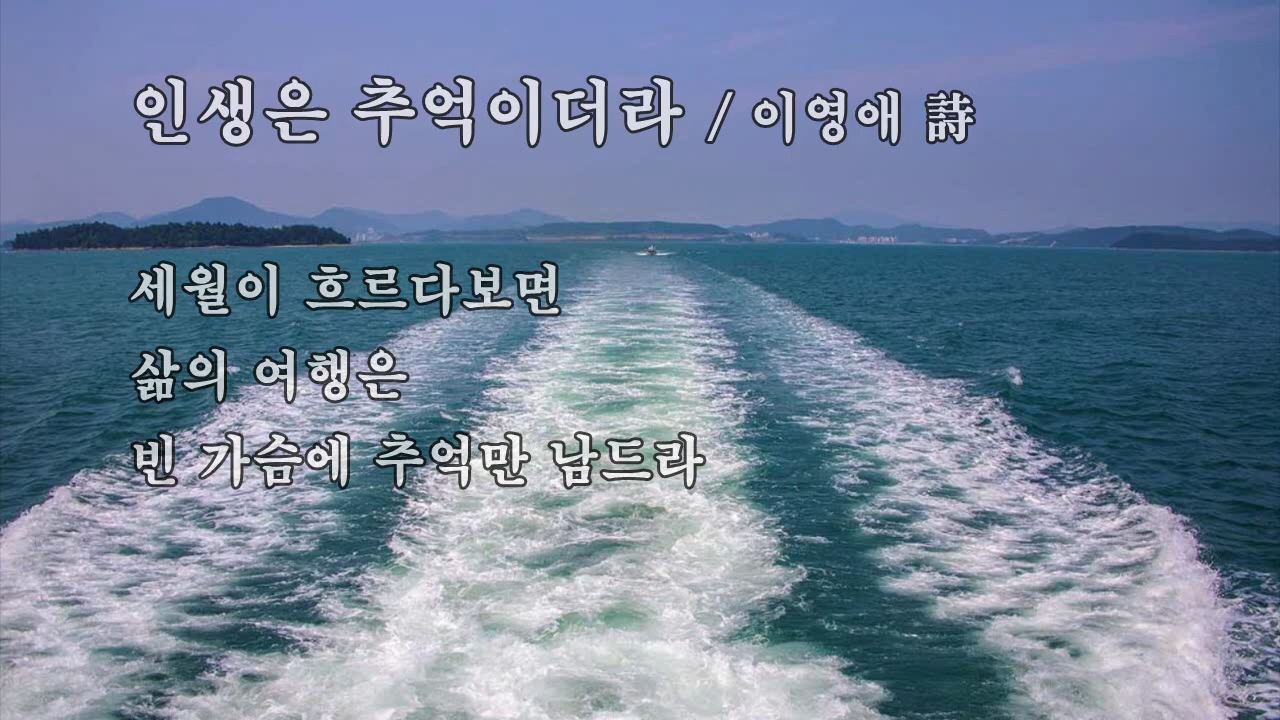 인생은 추억이더라 / 이영애 詩
세월이 흐르다보면
삶의 여행은
빈 가슴에 추억만 남드라